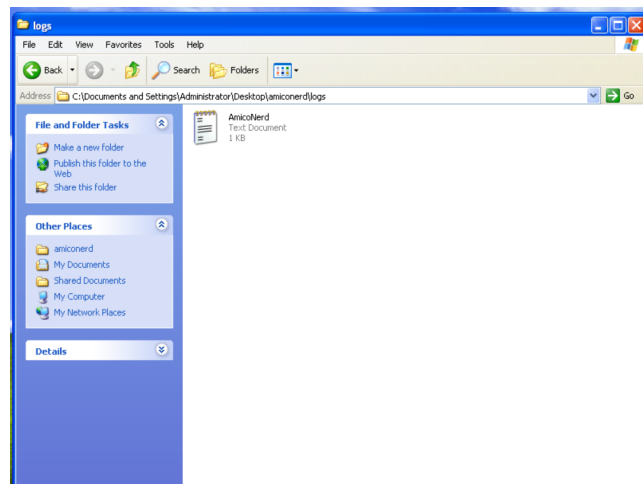 logs
File Edit View Favorites Tools Help
Back Search Folders
Address C:\Documents and Settings\Administrator\Desktop\amiconerd\logs Go
File and Folder Tasks
Make a new folder
Publish this folder to the
Web
Share this folder
Other Places
amiconerd
My Documents
Shared Documents
My Computer
My Network Places
Details
AmicoNerd
Text Document
1 KB